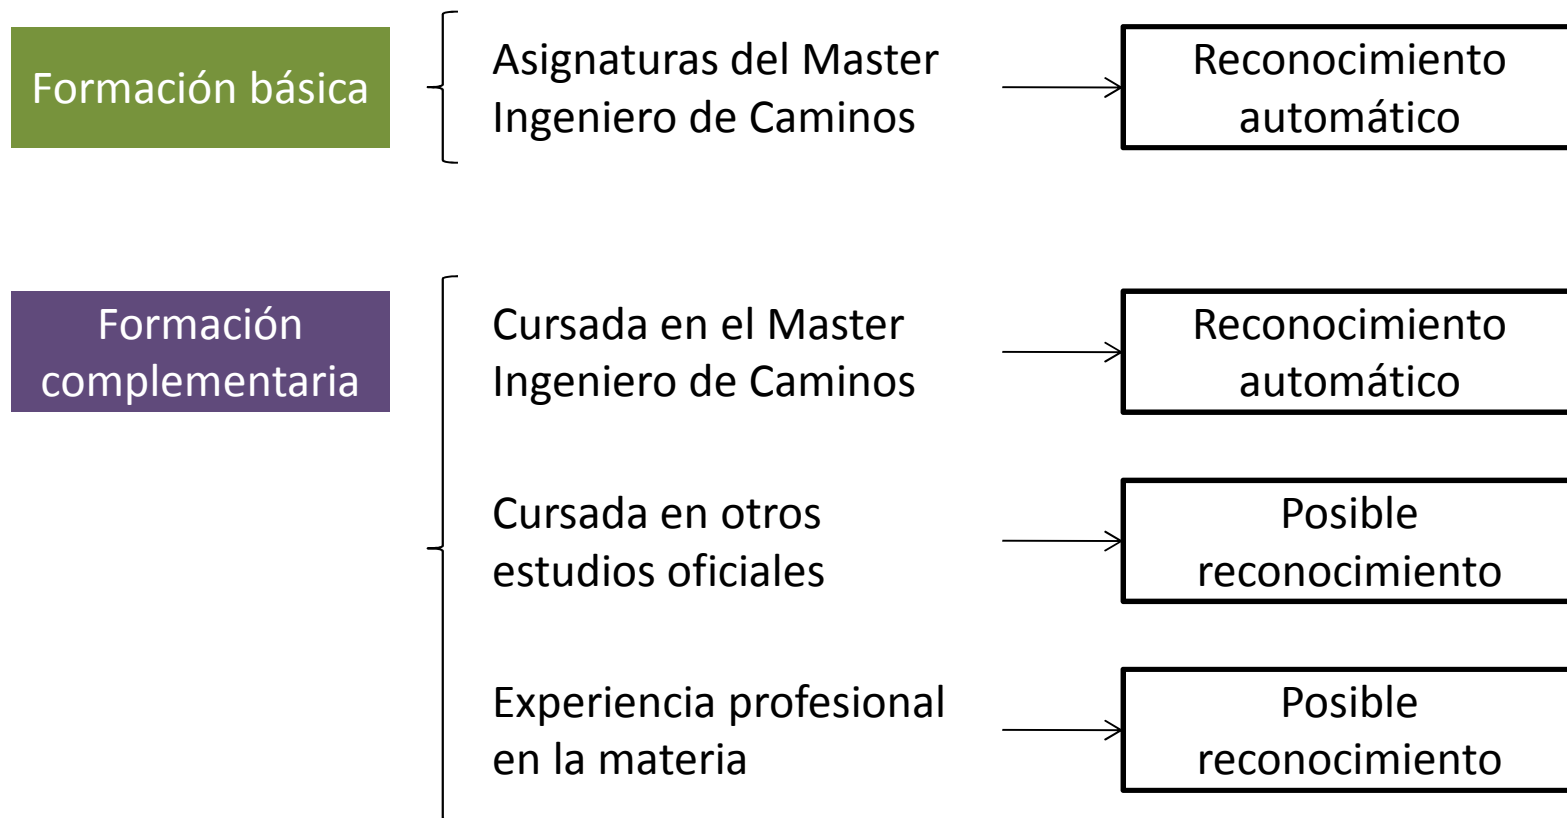 Formación básica
Asignaturas del Master
Ingeniero de Caminos
Reconocimiento
automático
Formación
complementaria
Cursada en el Master
Ingeniero de Caminos
Reconocimiento
automático
Cursada en otros
estudios oficiales
Posible
reconocimiento
Experiencia profesional
en la materia
Posible
reconocimiento